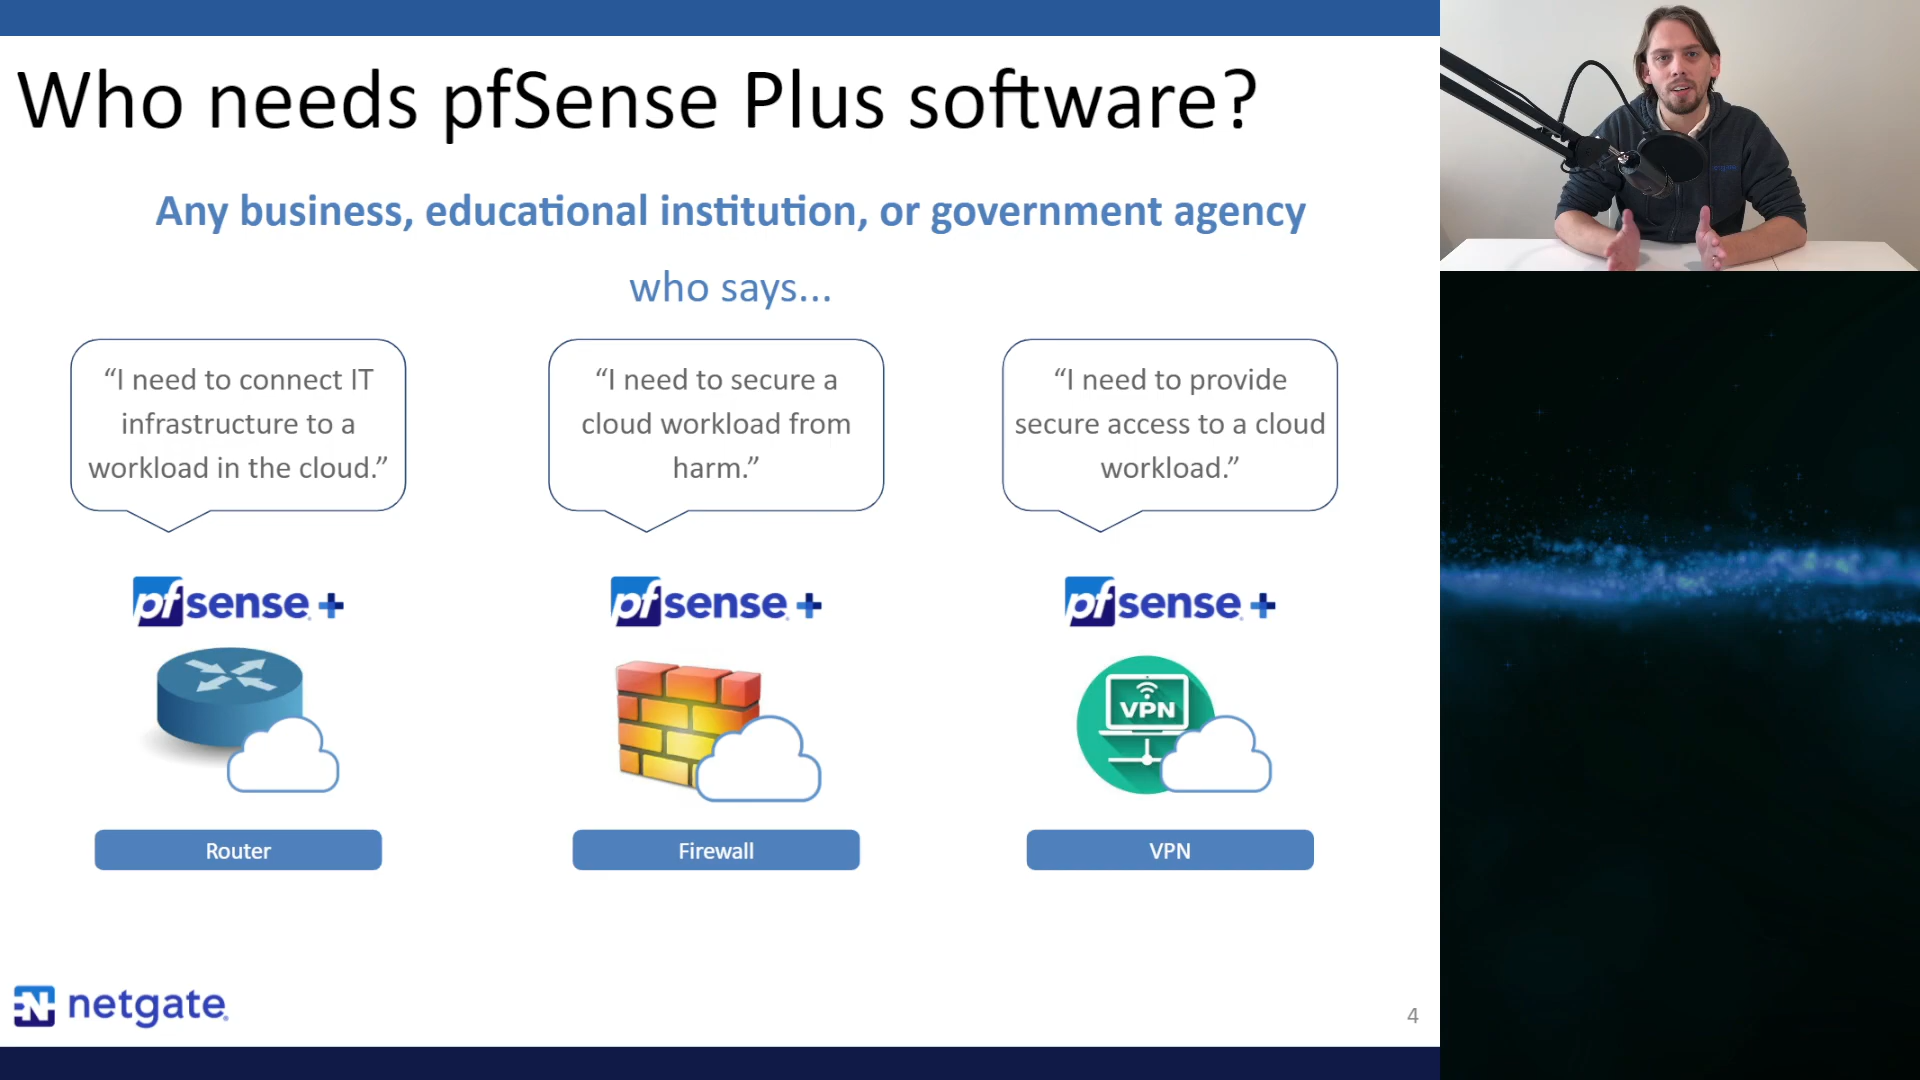 Who needs pfSense Plus software?
Any business, educational institution, or government agency
who says...
“I need to connect IT
infrastructure to a
workload in the cloud.”
“I need to secure a
cloud workload from
harm.”
“I need to provide
secure access to a cloud
workload.”
pfsense+
pfsense+
pfsense+
VPN
Router
Firewall
VPN
N netgate
4